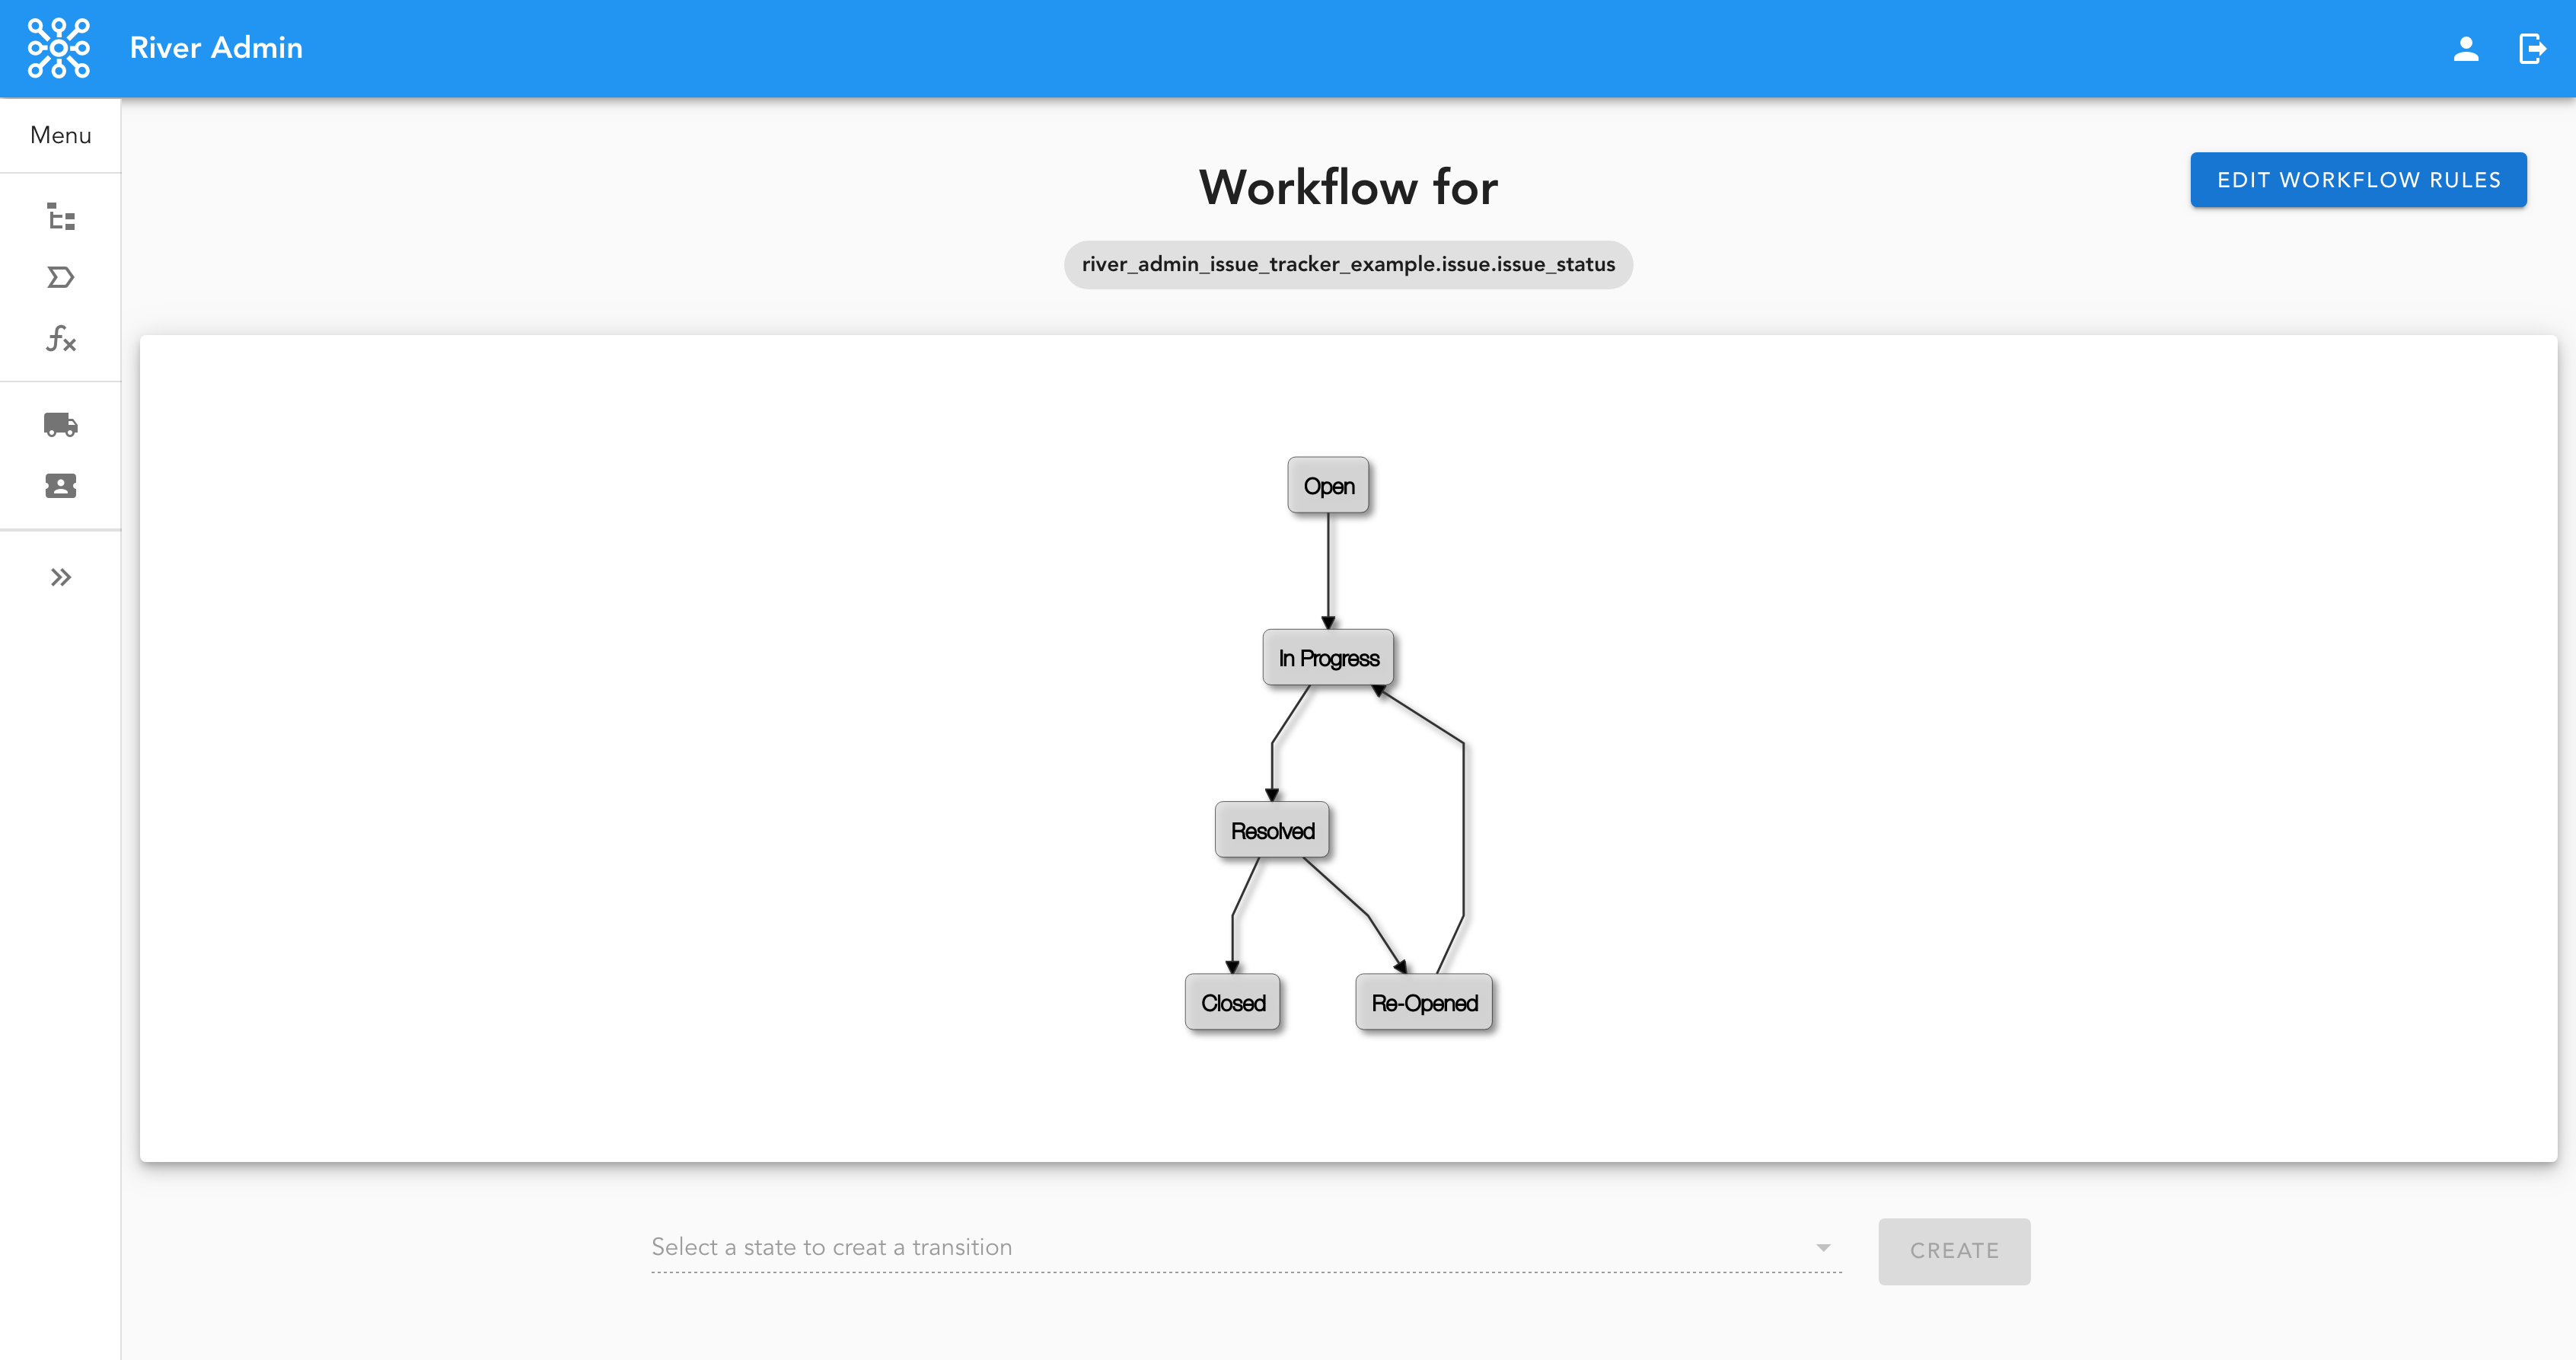 River Admin
Menu
Workflow for
EDIT WORKFLOW RULES
river_admin_issue_tracker_example.issue.issue_status
Open
In Progress
Resolved
Closed
Re-Opened
Select a state to creat a transition
CREATE